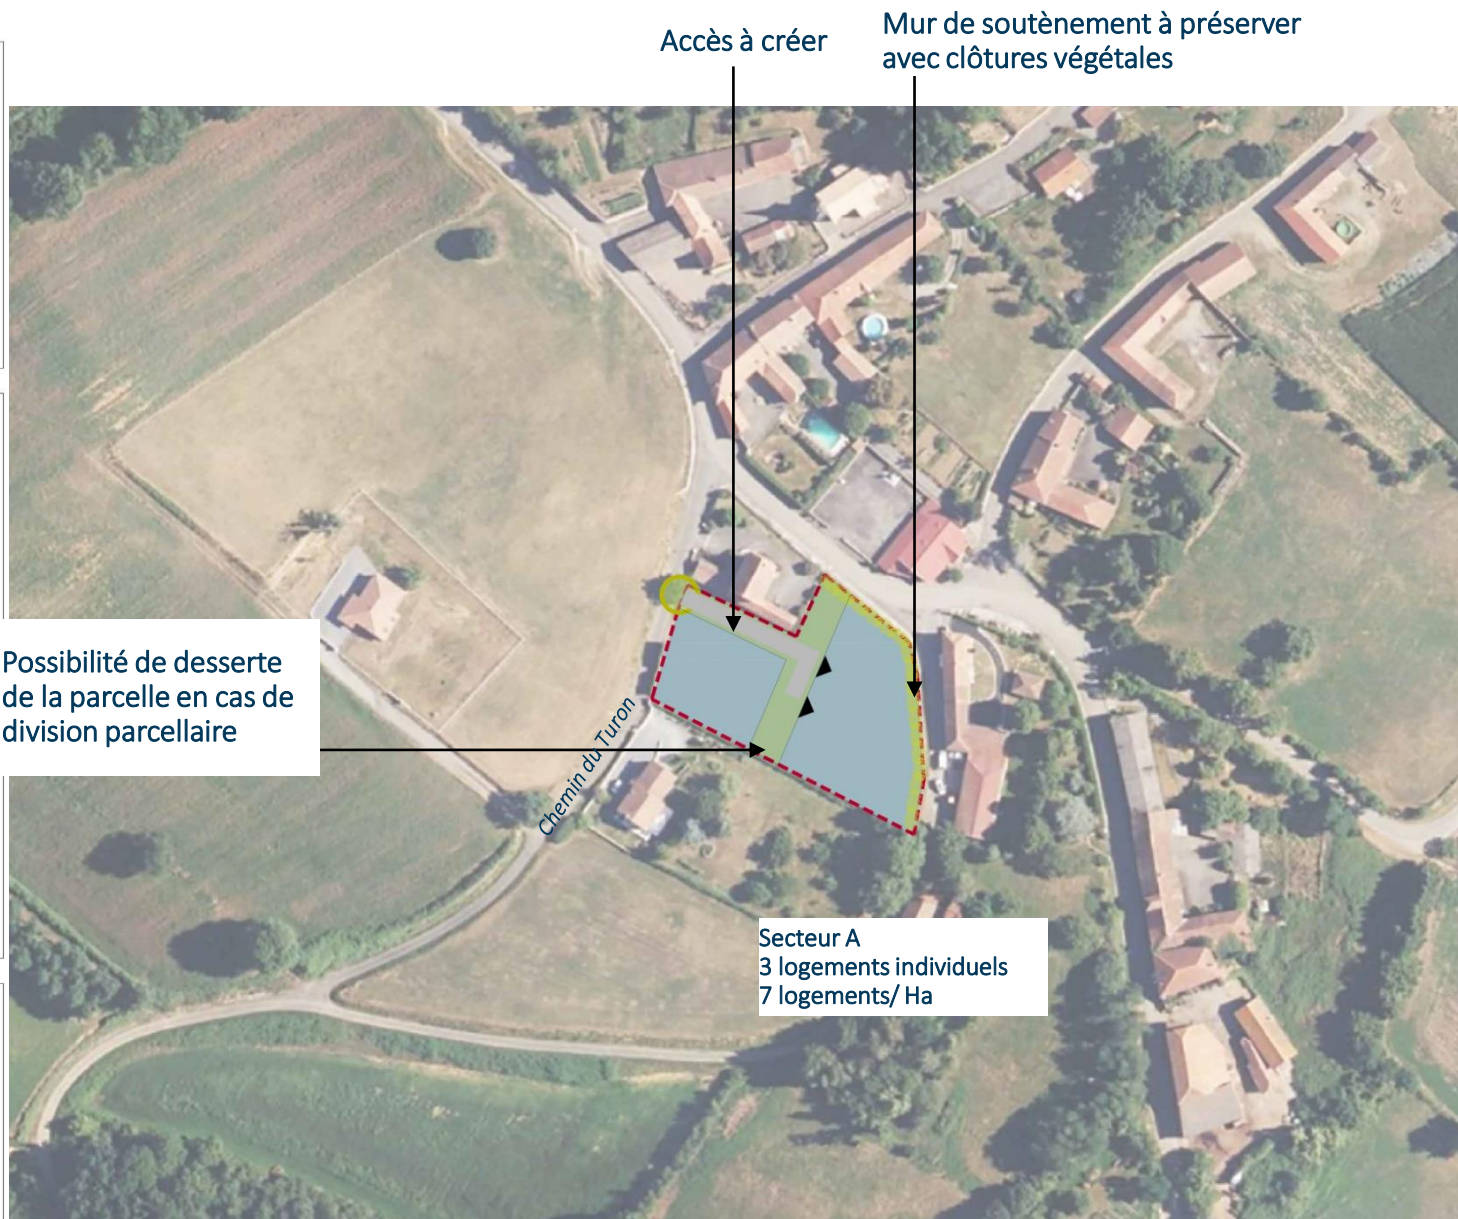 Accès à créer
Mur de soutènement à préserver
avec clôtures végétales
Possibilité de desserte
de la parcelle en cas de
division parcellaire
Chemin du Turon
Secteur A
3 logements individuels
7 logements/ Ha